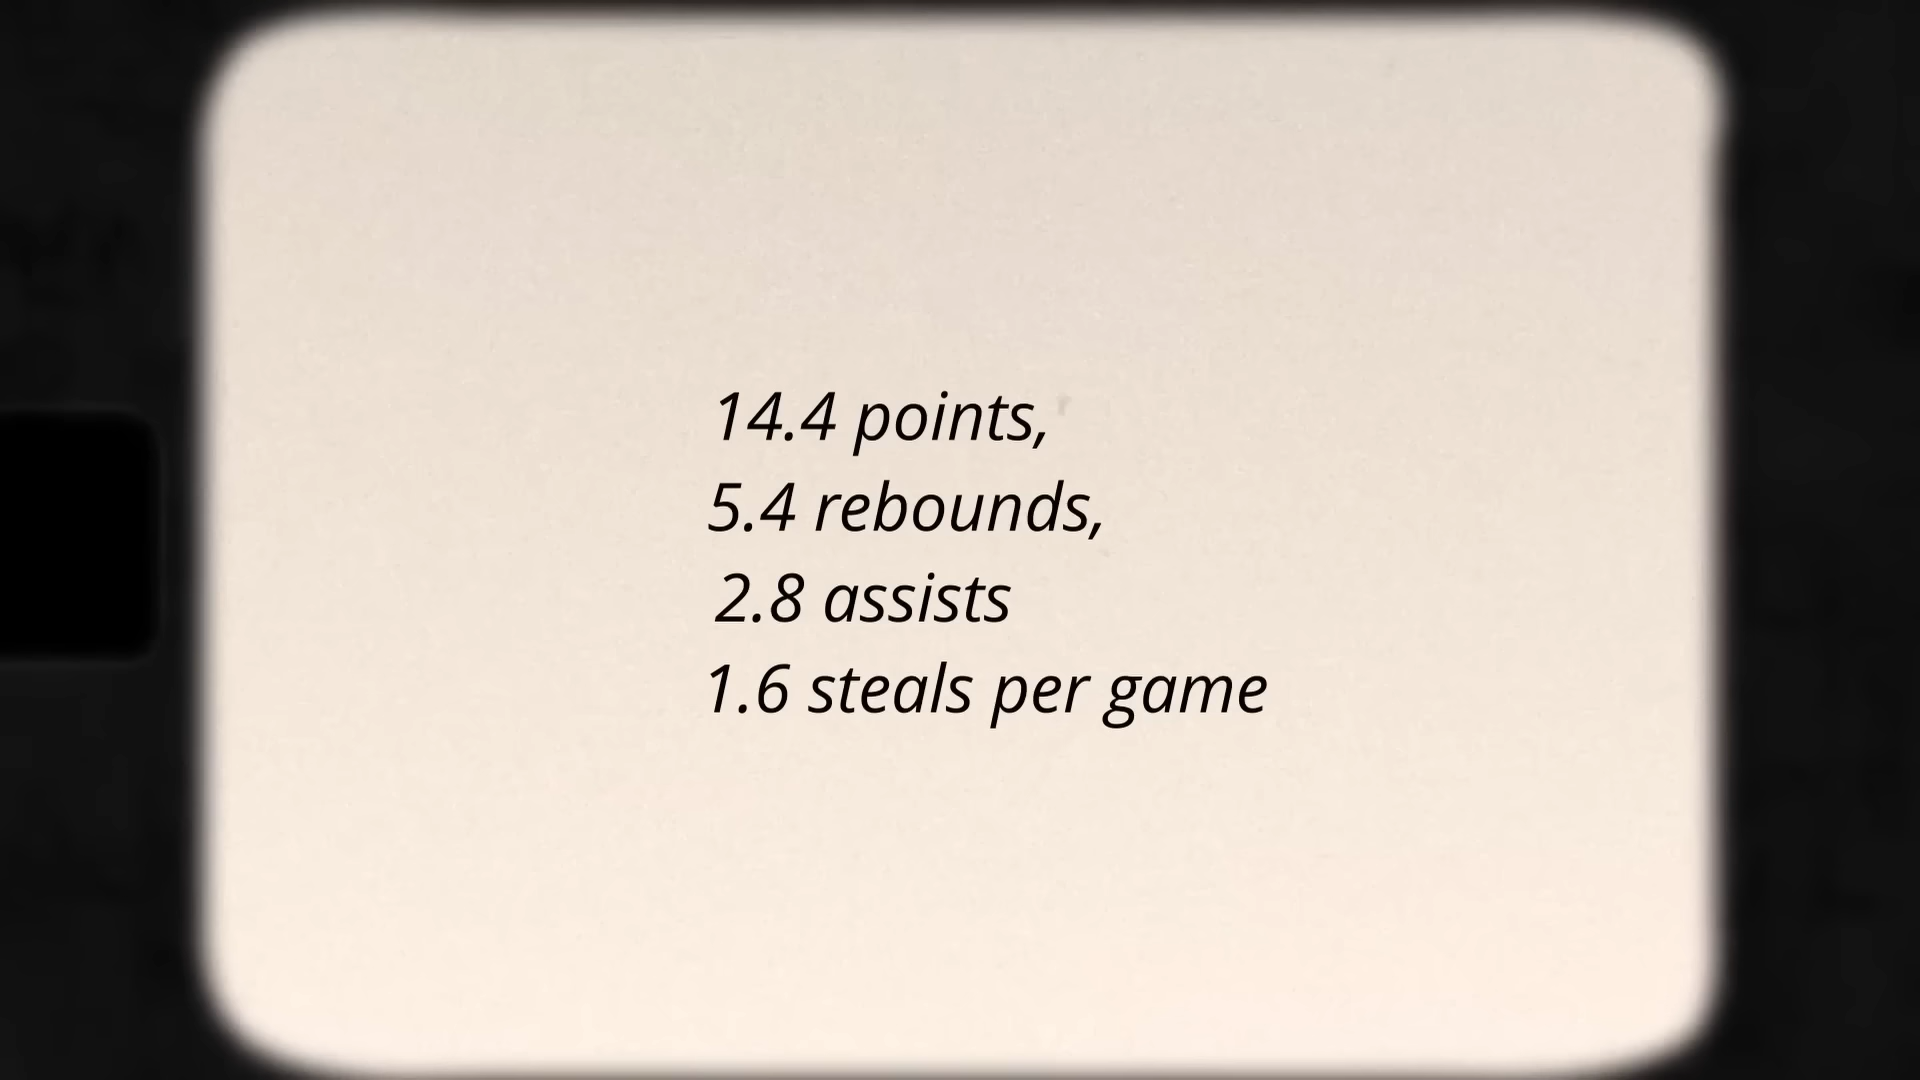 14.4 points,
5.4 rebounds,
2.8 assists
1.6 steals per game